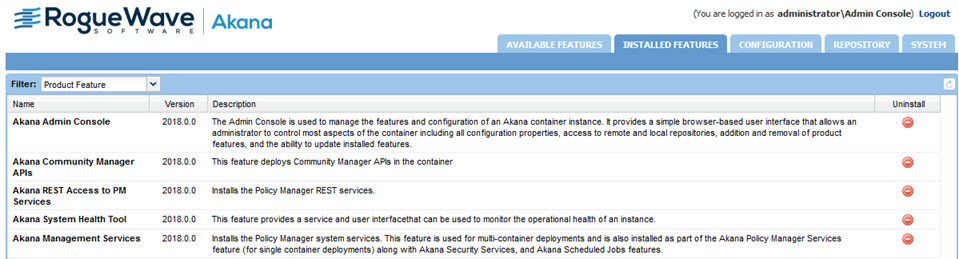 RogueWave
SOFTWARE
Akana
(You are logged in as administrator\Admin Console) Logout
AVAILABLE FEATURES
INSTALLED FEATURES
CONFIGURATION
REPOSITORY
SYSTEM
Filter: Product Feature
Name Version Description Uninstall
Akana Admin Console 2018.0.0 The Admin Console is used to manage the features and configuration of an Akana container instance. It provides a simple browser-based user interface that allows an
administrator to control most aspects of the container including all configuration properties, access to remote and local repositories, addition and removal of product
features, and the ability to update installed features.
Akana Community Manager 2018.0.0 This feature deploys Community Manager APIs in the container
APIs
Akana REST Access to PM 2018.0.0 Installs the Policy Manager REST services.
Services
Akana System Health Tool 2018.0.0 This feature provides a service and user interfacethat can be used to monitor the operational health of an instance.
Akana Management Services 2018.0.0 Installs the Policy Manager system services. This feature is used for multi-container deployments and is also installed as part of the Akana Policy Manager Services
feature (for single container deployments) along with Akana Security Services, and Akana Scheduled Jobs features.